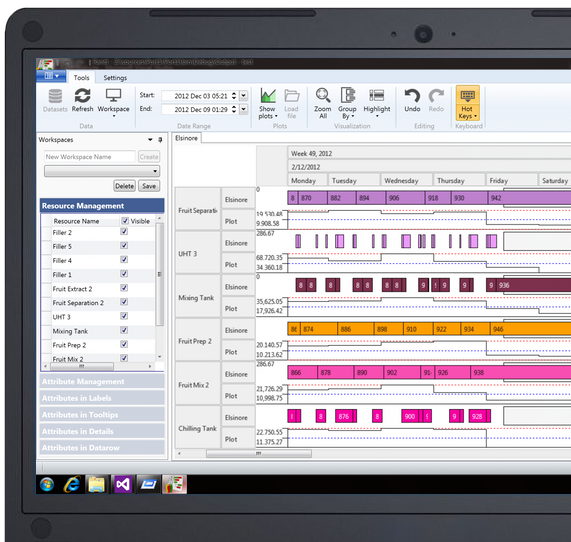 Tools Settings
Datasets Refresh Workspace
Start: 2012 Dec 03 05:21
End: 2012 Dec 09 01:29
Show plots Load file
Zoom All Group By Highlight
Undo Redo
Hot Keys
Data Date Range Plots Visualization Editing Keyboard
Workspaces
New Workspace Name Create
Delete Save
Resource Management
Resource Name Visible
Filler 2
Filler 5
Filler 4
Filler 1
Fruit Extract 2
Fruit Separation 2
UHT 3
Mixing Tank
Fruit Prep 2
Fruit Mix 2
Attribute Management
Attributes in Labels
Attributes in Tooltips
Attributes in Details
Attributes in Datarow
Elsinore
Week 49, 2012
2/12/2012
Monday Tuesday Wednesday Thursday Friday Saturday
Fruit Separati Elsinore 0 8 870 882 894 906 918 930 942
Plot 19 530.48
9 908.58
UHT 3 Elsinore 286.67
Plot 68.720.35
34.360.18
Mixing Tank Elsinore 0 8 8 8 8 8 8 8 9 9 9 9 936
Plot 35,625.05
17,926.42
Fruit Prep 2 Elsinore 874 886 898 910 922 934 946
Plot 20.140.57
10.213.62
Fruit Mix 2 Elsinore 286.67 866 878 890 902 91 926 938
Plot 21,726.29
10,998.75
Chilling Tank Elsinore 8 876 8 900 9 9 928
Plot 22.750.55
11.375.27